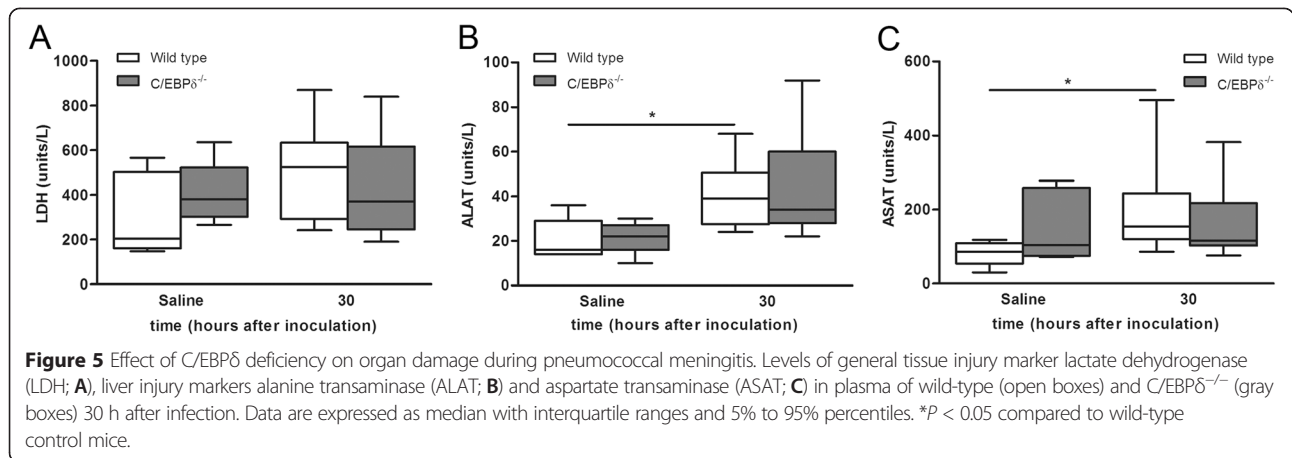 A
Wild type
C/EBPδ-/-
LDH (units/L)
1000
800
600
400
200
0
Saline
30
time (hours after inoculation)
B
Wild type
C/EBPδ-/-
ALAT (units/L)
100
80
60
40
20
0
*
Saline
30
time (hours after inoculation)
C
Wild type
C/EBPδ-/-
ASAT (units/L)
600
400
200
0
*
Saline
30
time (hours after inoculation)
Figure 5 Effect of C/EBPδ deficiency on organ damage during pneumococcal meningitis. Levels of general tissue injury marker lactate dehydrogenase
(LDH; A), liver injury markers alanine transaminase (ALAT; B) and aspartate transaminase (ASAT; C) in plasma of wild-type (open boxes) and C/EBPδ−/− (gray
boxes) 30 h after infection. Data are expressed as median with interquartile ranges and 5% to 95% percentiles. *P < 0.05 compared to wild-type
control mice.